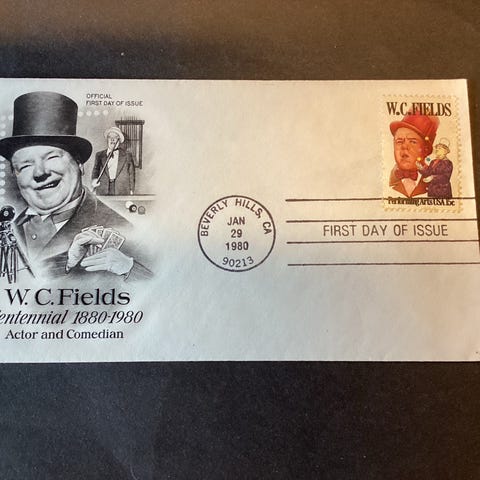 OFFICIAL
FIRST DAY OF ISSUE
W.C. Fields
entennial 1880-1980
Actor and Comedian
BEVERLY HILLS, CA
JAN
29
1980
90213
W.C. FIELDS
Performing Arts USA 15c
FIRST DAY OF ISSUE